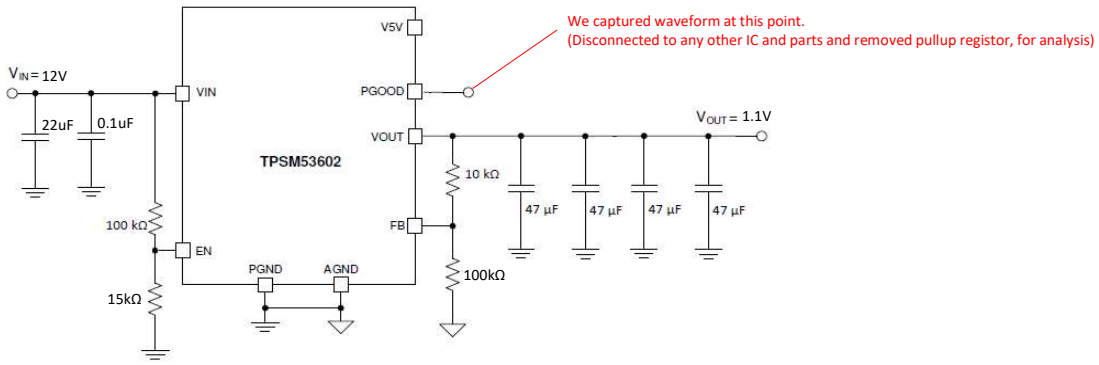 We captured waveform at this point.
(Disconnected to any other IC and parts and removed pullup registor, for analysis)
V5V
VIN = 12V
VIN
PGOOD
22uF
0.1uF
VOUT = 1.1V
VOUT
TPSM53602
10 kΩ
47 µF
47 µF
47 µF
47 µF
100 kΩ
FB
EN
PGND
AGND
100kΩ
15kΩ